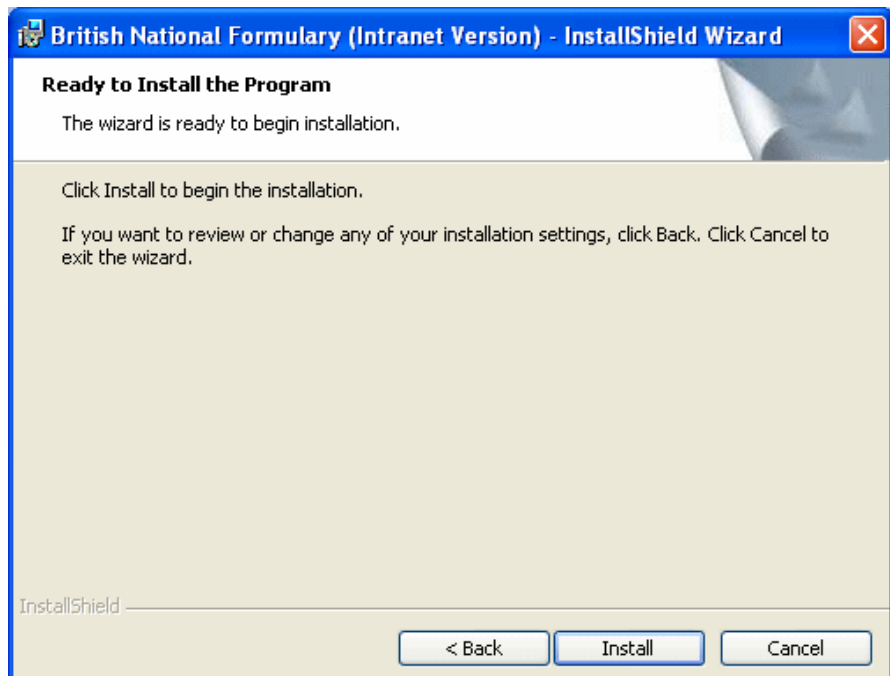 British National Formulary (Intranet Version) - InstallShield Wizard
Ready to Install the Program
The wizard is ready to begin installation.
Click Install to begin the installation.
If you want to review or change any of your installation settings, click Back. Click Cancel to
exit the wizard.
InstallShield
< Back Install Cancel